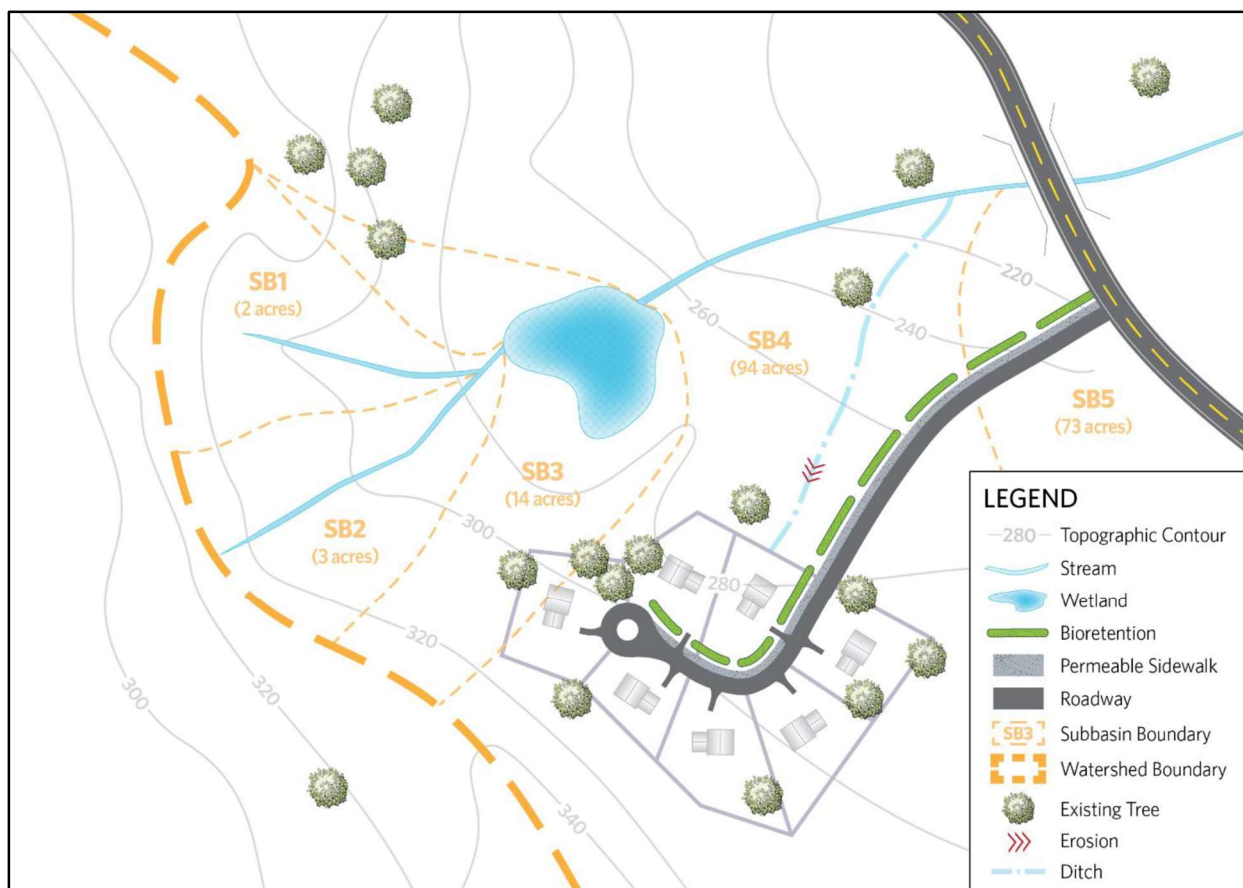 SB1
(2 acres)
SB2
(3 acres)
SB3
(14 acres)
SB4
(94 acres)
SB5
(73 acres)
220
240
260
280
300
320
300
320
340
LEGEND
280 Topographic Contour
Stream
Wetland
Bioretention
Permeable Sidewalk
Roadway
SB3 Subbasin Boundary
Watershed Boundary
Existing Tree
Erosion
Ditch